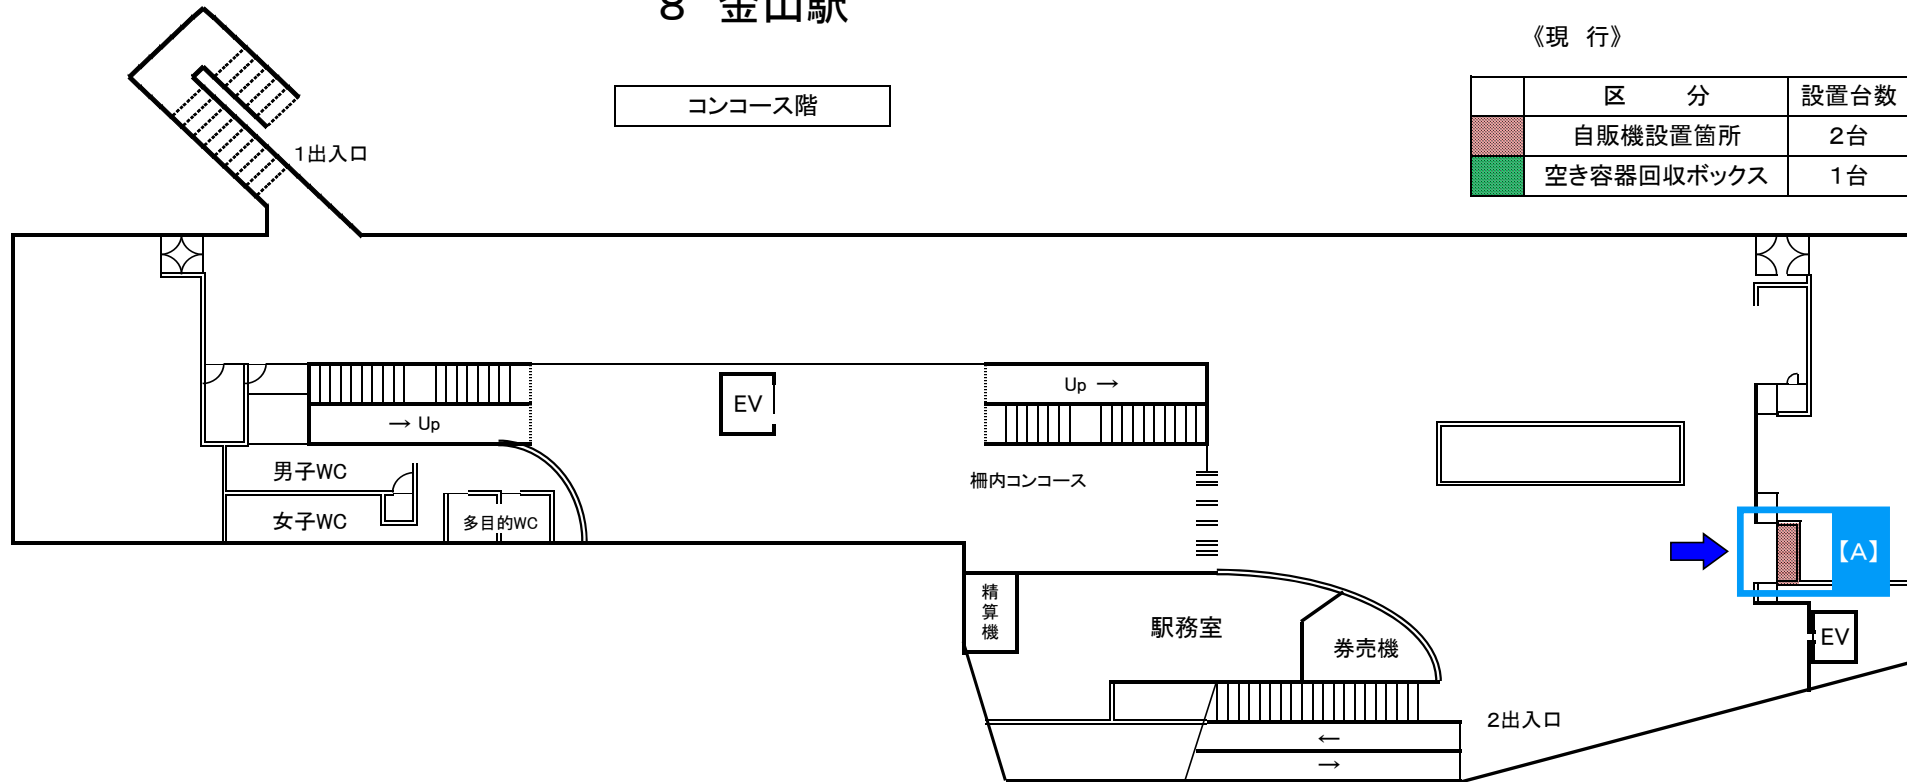 8 金山駅
《現 行》
コンコース階
区 分 設置台数
自販機設置箇所 2台
空き容器回収ボックス 1台
1出入口
Up →
EV
→ Up
男子WC
柵内コンコース
女子WC
多目的WC
【A】
精算機
駅務室
券売機
EV
2出入口
←
→